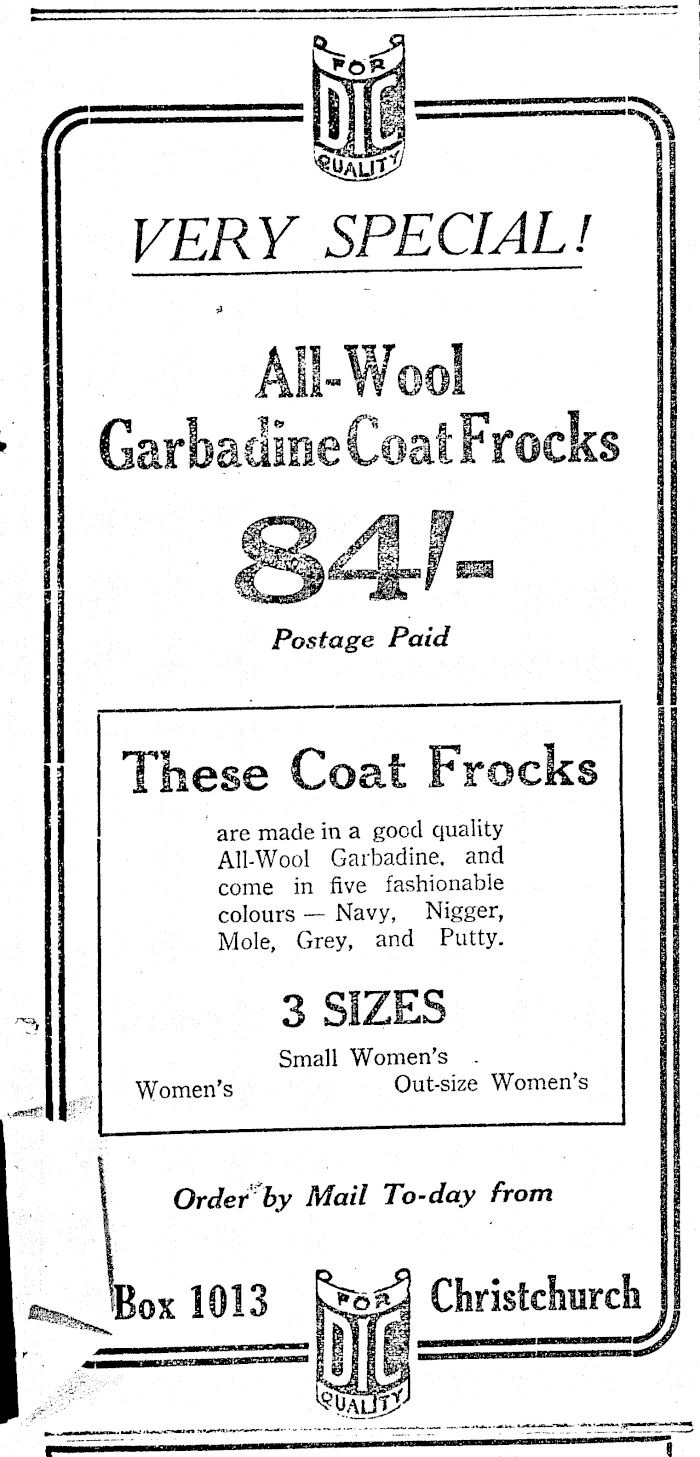 FOR
DIC
QUALITY
VERY SPECIAL!
All-Wool
Garbadine Coat Frocks
84/-
Postage Paid
These Coat Frocks
are made in a good quality
All-Wool Garbadine, and
come in five fashionable
colours — Navy, Nigger,
Mole, Grey, and Putty.
3 SIZES
Small Women's
Women's Out-size Women's
Order by Mail To-day from
Box 1013 Christchurch
FOR
DIC
QUALITY